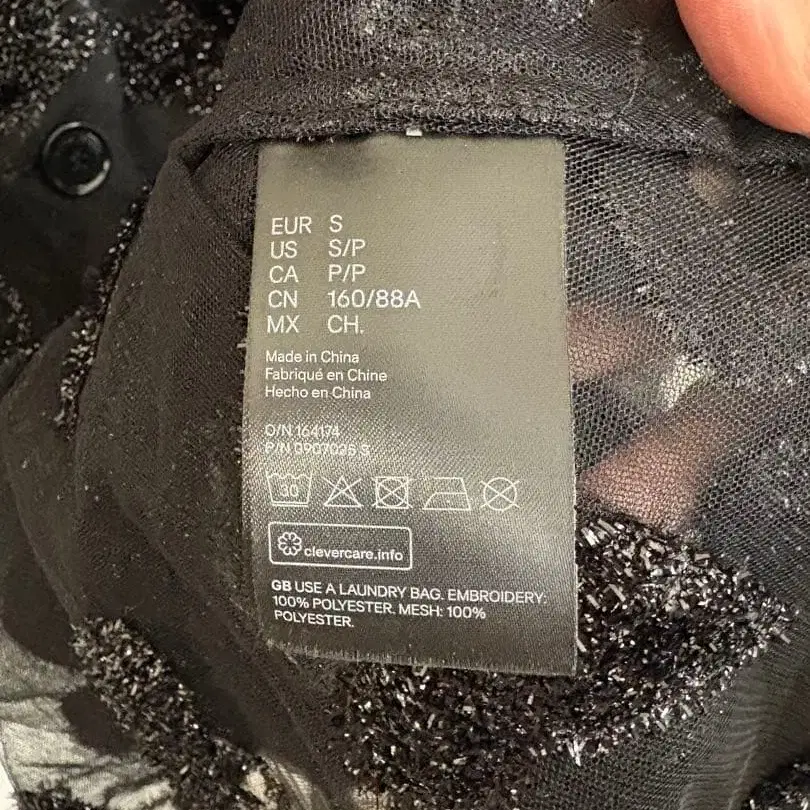 EUR S
US S/P
CA P/P
CN 160/88A
MX CH.
Made in China
Fabriqué en Chine
Hecho en China
O/N 164174
P/N 0907025 S
30
clevercare.info
GB USE A LAUNDRY BAG. EMBROIDERY:
100% POLYESTER. MESH: 100%
POLYESTER.